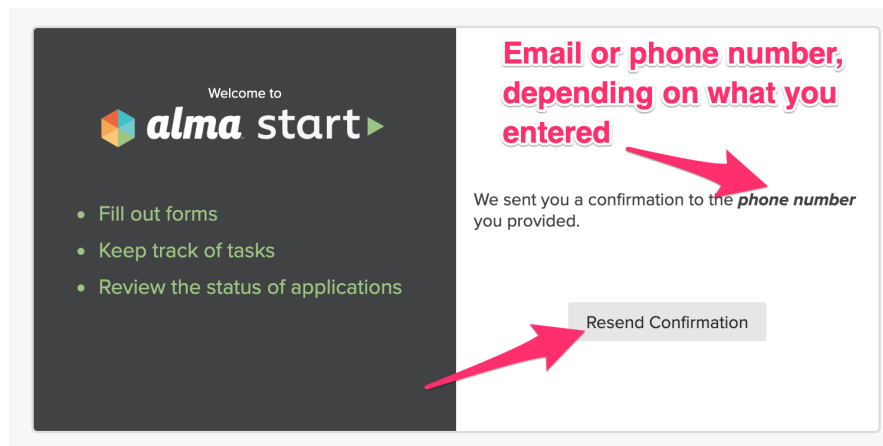 Welcome to
alma start
Fill out forms
Keep track of tasks
Review the status of applications
Email or phone number,
depending on what you
entered
We sent you a confirmation to the phone number
you provided.
Resend Confirmation